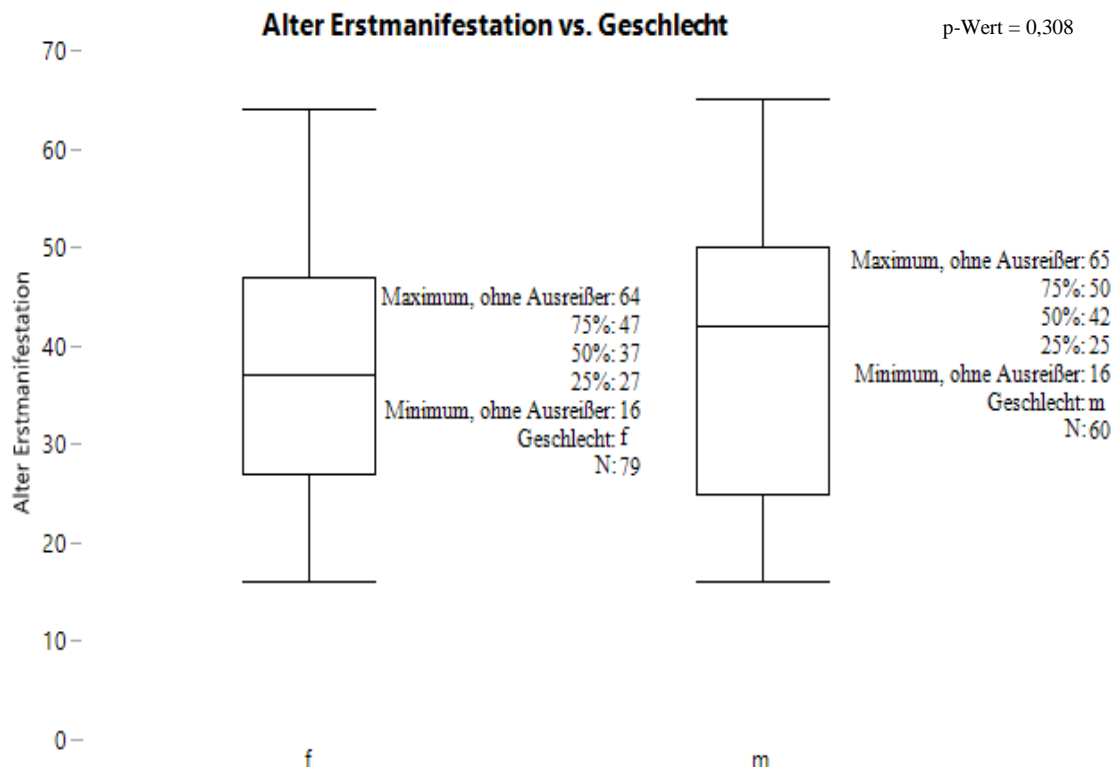 Alter Erstmanifestation vs. Geschlecht
p-Wert = 0,308
70
60
50
40
30
20
10
0
Alter Erstmanifestation
Maximum, ohne Ausreißer: 64
75%: 47
50%: 37
25%: 27
Minimum, ohne Ausreißer: 16
Geschlecht: f
N: 79
Maximum, ohne Ausreißer: 65
75%: 50
50%: 42
25%: 25
Minimum, ohne Ausreißer: 16
Geschlecht: m
N: 60
f
m